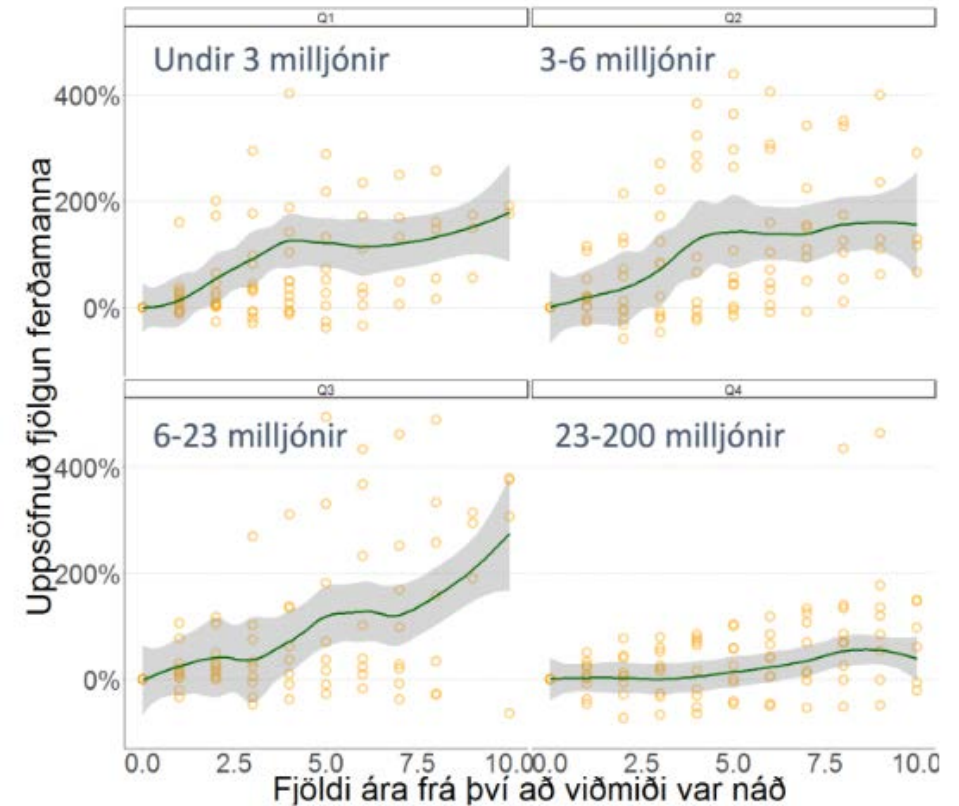 Q1
Q2
Undir 3 milljónir
3-6 milljónir
400%
200%
0%
Uppsöfnuð fjölgun ferðamanna
Q3
Q4
6-23 milljónir
23-200 milljónir
400%
200%
0%
0.0 2.5 5.0 7.5 10.0 0.0 2.5 5.0 7.5 10.0
Fjöldi ára frá því að viðmiði var náð